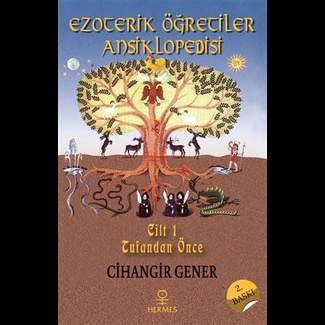 EZOTERİK ÖĞRETİLER
ANSİKLOPEDİSİ
Cilt 1
Tufandan Önce
CİHANGİR GENER
2. BASKI
HERMES